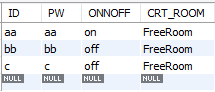 ID PW ONNOFF CRT_ROOM
aa aa on FreeRoom
bb bb off FreeRoom
c c off FreeRoom
NULL NULL NULL NULL